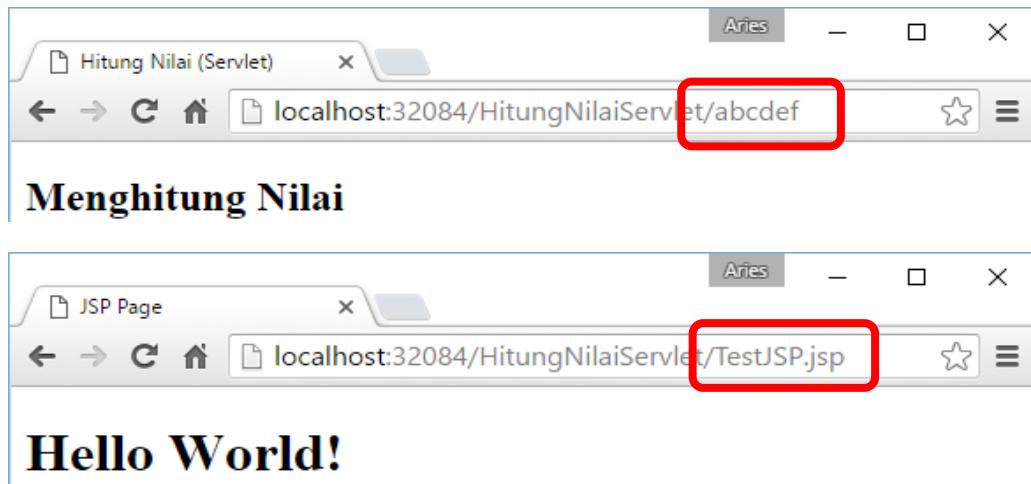 Aries
Hitung Nilai (Servlet)
localhost:32084/HitungNilaiServlet/abcdef
Menghitung Nilai
Aries
JSP Page
localhost:32084/HitungNilaiServlet/TestJSP.jsp
Hello World!